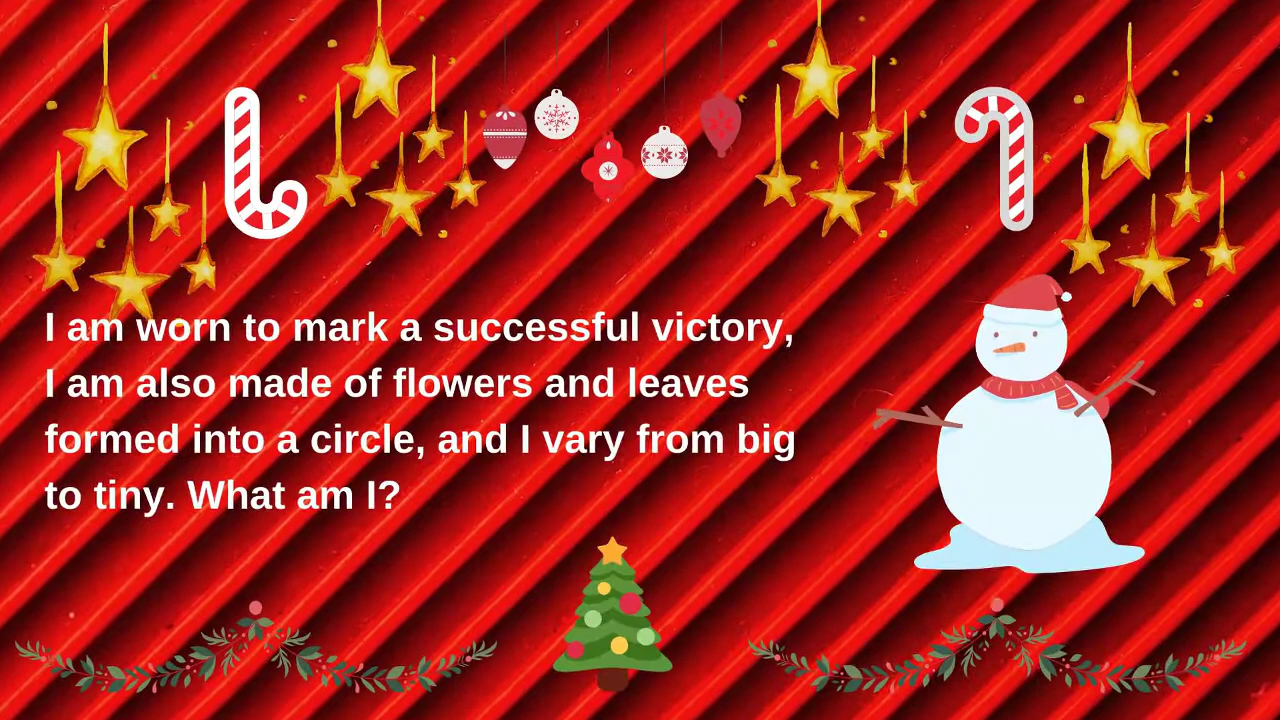 I am worn to mark a successful victory,
I am also made of flowers and leaves
formed into a circle, and I vary from big
to tiny. What am I?